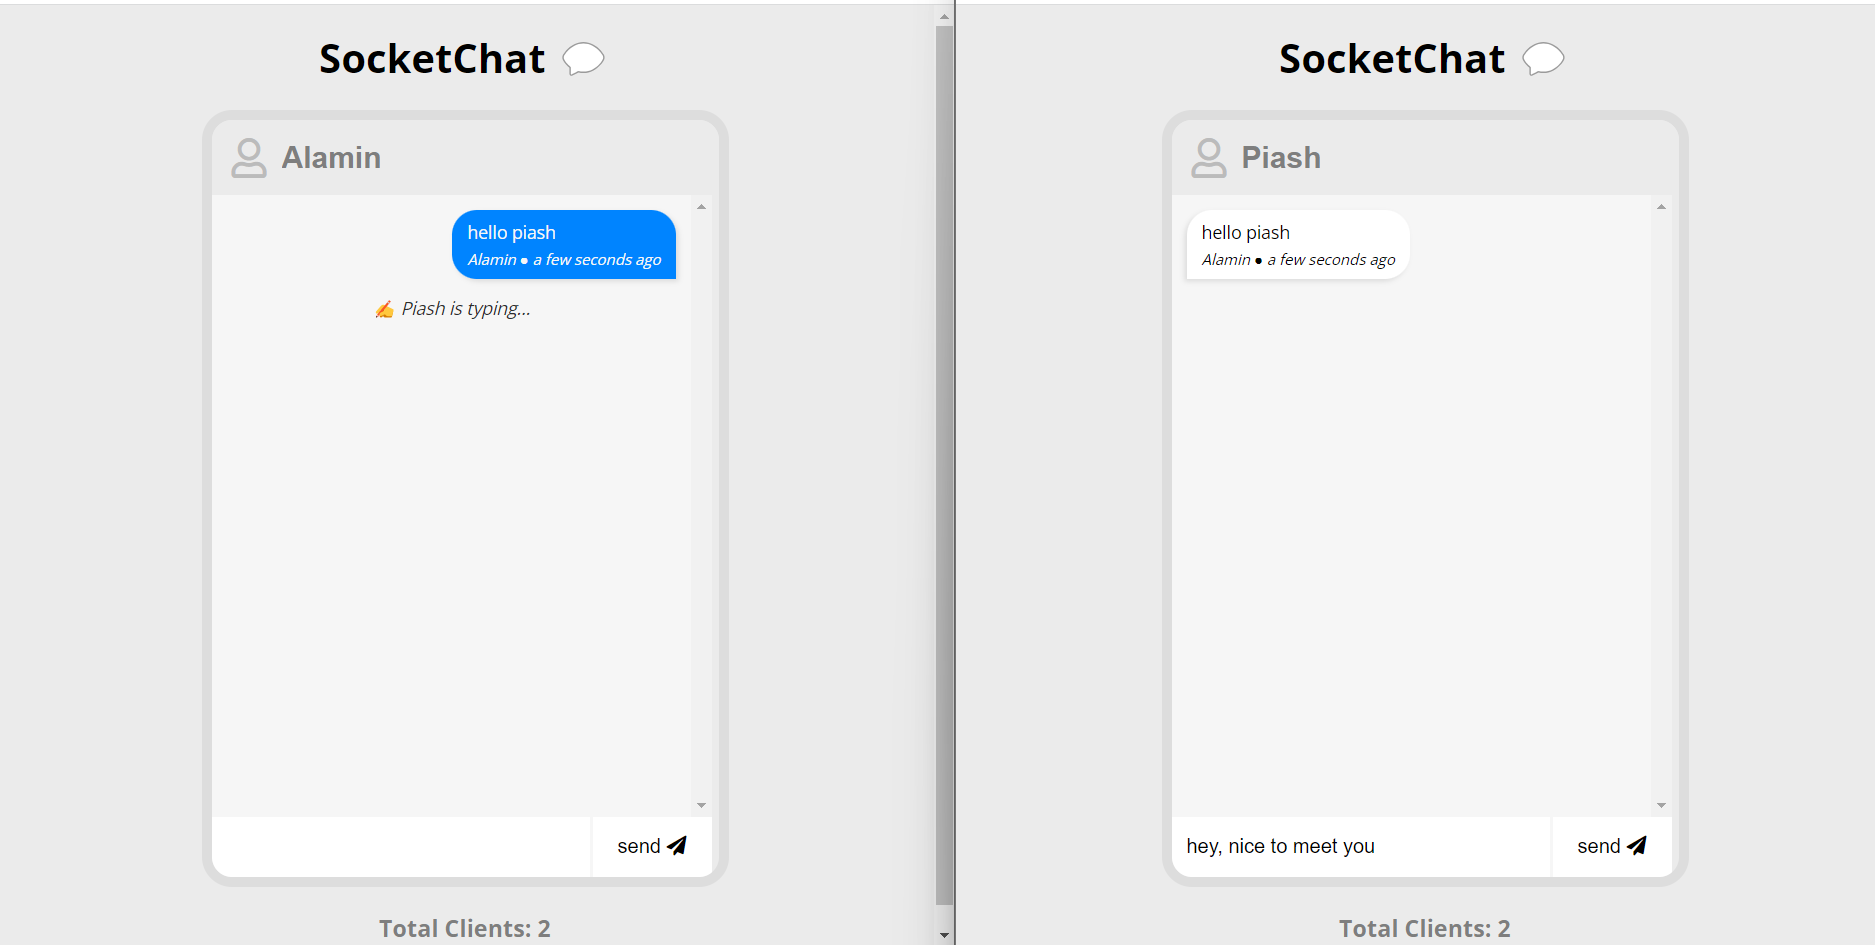 SocketChat
Alamin
hello piash
Alamin ● a few seconds ago
✍ Piash is typing...
send
Total Clients: 2
SocketChat
Piash
hello piash
Alamin ● a few seconds ago
hey, nice to meet you
send
Total Clients: 2